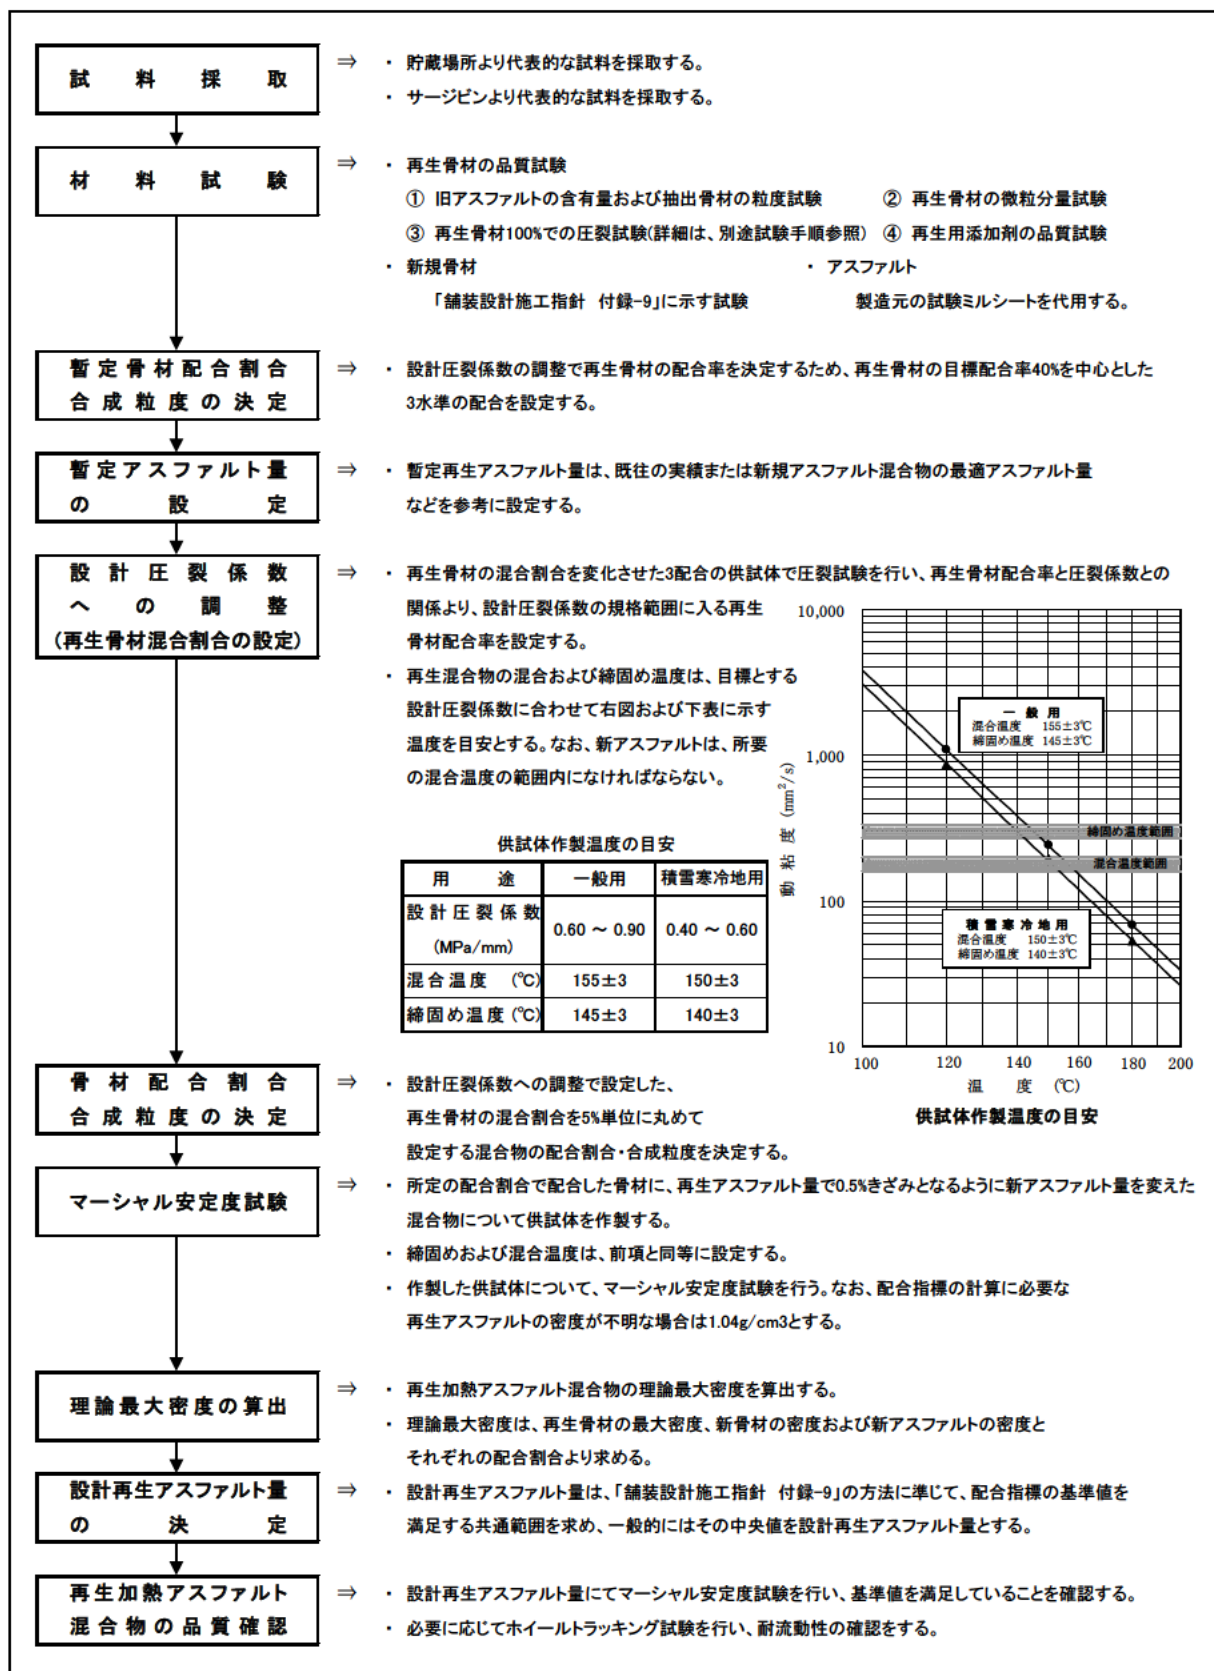 試料採取
⇒ ・ 貯蔵場所より代表的な試料を採取する。
・ サージビンより代表的な試料を採取する。
材料試験
⇒ ・ 再生骨材の品質試験
① 旧アスファルトの含有量および抽出骨材の粒度試験 ② 再生骨材の微粒分量試験
③ 再生骨材100%での圧裂試験(詳細は、別途試験手順参照) ④ 再生用添加剤の品質試験
・ 新規骨材 ・ アスファルト
「舗装設計施工指針 付録-9」に示す試験 製造元の試験ミルシートを代用する。
暫定骨材配合割合
合成粒度の決定
⇒ ・ 設計圧裂係数の調整で再生骨材の配合率を決定するため、再生骨材の目標配合率40%を中心とした
3水準の配合を設定する。
暫定アスファルト量
の設定
⇒ ・ 暫定再生アスファルト量は、既往の実績または新規アスファルト混合物の最適アスファルト量
などを参考に設定する。
設計圧裂係数
への調整
(再生骨材混合割合の設定)
⇒ ・ 再生骨材の混合割合を変化させた3配合の供試体で圧裂試験を行い、再生骨材配合率と圧裂係数との
関係より、設計圧裂係数の規格範囲に入る再生
骨材配合率を設定する。
・ 再生混合物の混合および締固め温度は、目標とする
設計圧裂係数に合わせて右図および下表に示す
温度を目安とする。なお、新アスファルトは、所要
の混合温度の範囲内になければならない。
供試体作製温度の目安
用途 一般用 積雪寒冷地用
設計圧裂係数
(MPa/mm) 0.60 ～ 0.90 0.40 ～ 0.60
混合温度 (℃) 155±3 150±3
締固め温度(℃) 145±3 140±3
10,000
1,000
100
10
動粘度 (mm²/s)
一般用
混合温度 155±3℃
締固め温度 145±3℃
締固め温度範囲
混合温度範囲
積雪寒冷地用
混合温度 150±3℃
締固め温度 140±3℃
100 120 140 160 180 200
温度 (℃)
供試体作製温度の目安
骨材配合割合
合成粒度の決定
⇒ ・ 設計圧裂係数への調整で設定した、
再生骨材の混合割合を5%単位に丸めて
設定する混合物の配合割合・合成粒度を決定する。
マーシャル安定度試験
⇒ ・ 所定の配合割合で配合した骨材に、再生アスファルト量で0.5%きざみとなるように新アスファルト量を変えた
混合物について供試体を作製する。
・ 締固めおよび混合温度は、前項と同等に設定する。
・ 作製した供試体について、マーシャル安定度試験を行う。なお、配合指標の計算に必要な
再生アスファルトの密度が不明な場合は1.04g/cm3とする。
理論最大密度の算出
⇒ ・ 再生加熱アスファルト混合物の理論最大密度を算出する。
・ 理論最大密度は、再生骨材の最大密度、新骨材の密度および新アスファルトの密度と
それぞれの配合割合より求める。
設計再生アスファルト量
の決定
⇒ ・ 設計再生アスファルト量は、「舗装設計施工指針 付録-9」の方法に準じて、配合指標の基準値を
満足する共通範囲を求め、一般的にはその中央値を設計再生アスファルト量とする。
再生加熱アスファルト
混合物の品質確認
⇒ ・ 設計再生アスファルト量にてマーシャル安定度試験を行い、基準値を満足していることを確認する。
・ 必要に応じてホイールトラッキング試験を行い、耐流動性の確認をする。